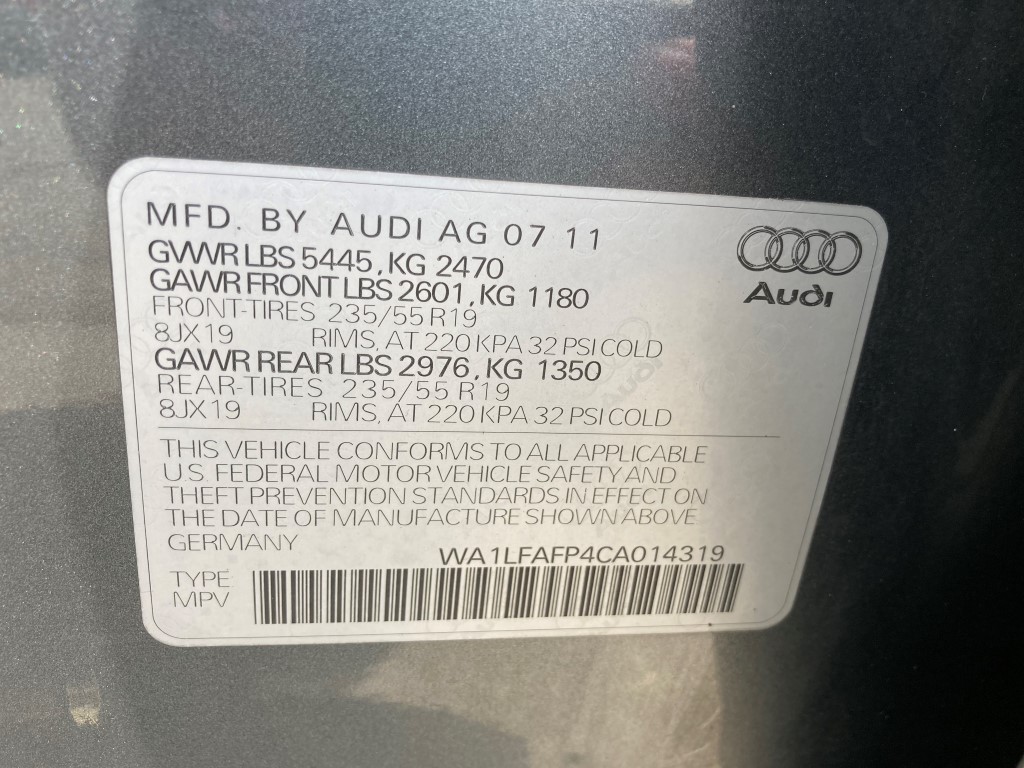 MFD. BY AUDI AG 07 11
GVWR LBS 5445, KG 2470
GAWR FRONT LBS 2601, KG 1180
FRONT-TIRES 235/55 R19
8JX19 RIMS, AT 220 KPA 32 PSI COLD
GAWR REAR LBS 2976, KG 1350
REAR-TIRES 235/55 R19
8JX19 RIMS, AT 220 KPA 32 PSI COLD
Audi
THIS VEHICLE CONFORMS TO ALL APPLICABLE
U.S. FEDERAL MOTOR VEHICLE SAFETY AND
THEFT PREVENTION STANDARDS IN EFFECT ON
THE DATE OF MANUFACTURE SHOWN ABOVE
GERMANY
WA1LFAFP4CA014319
TYPE
MPV